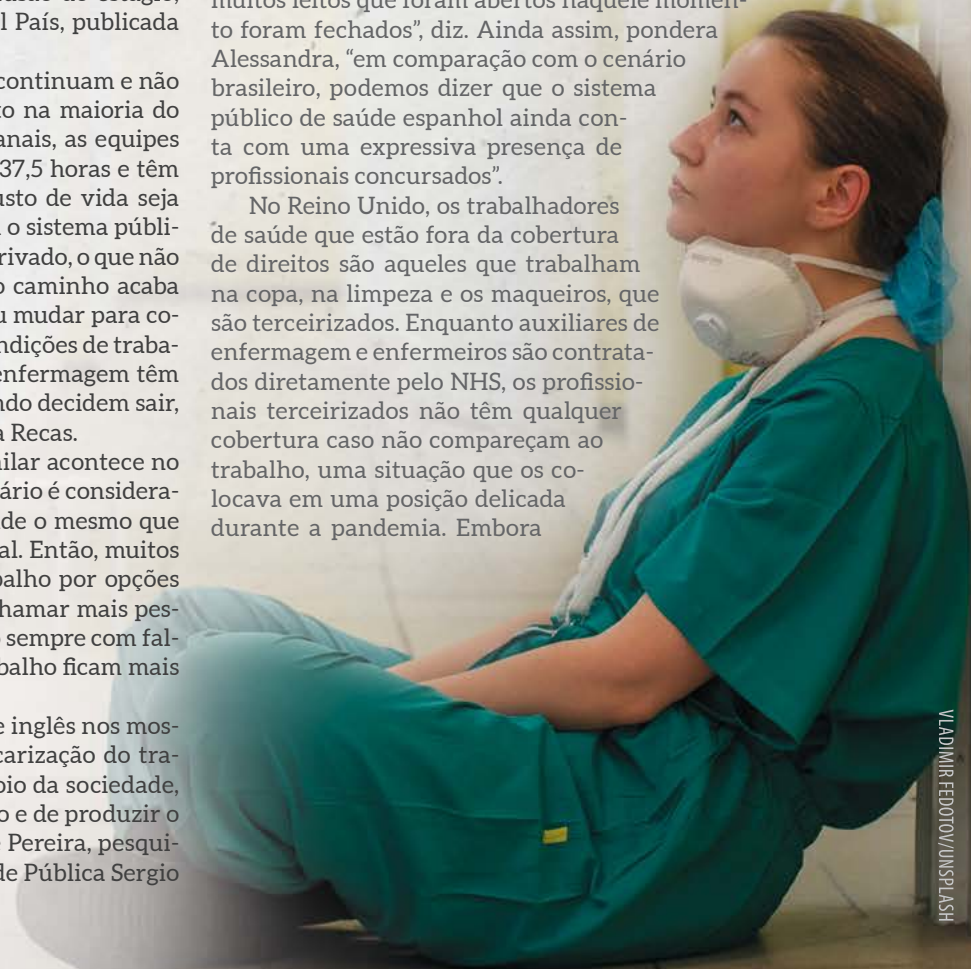 de estágio,
l País, publicada
continuam e não
to na maioria do
anais, as equipes
37,5 horas e têm
usto de vida seja
o sistema públi-
rivado, o que não
o caminho acaba
u mudar para co-
ndições de traba-
enfermagem têm
ndo decidem sair,
a Recas.
nilar acontece no
ário é considera-
de o mesmo que
al. Então, muitos
balho por opções
hamar mais pes-
o sempre com fal-
balho ficam mais
e inglês nos mos-
carização do tra-
oio da sociedade,
o e de produzir o
Pereira, pesqui-
de Pública Sergio
muitos leitos que foram abertos naquele momen-
to foram fechados”, diz. Ainda assim, pondera
Alessandra, “em comparação com o cenário
brasileiro, podemos dizer que o sistema
público de saúde espanhol ainda con-
ta com uma expressiva presença de
profissionais concursados”.
No Reino Unido, os trabalhadores
de saúde que estão fora da cobertura
de direitos são aqueles que trabalham
na copa, na limpeza e os maqueiros, que
são terceirizados. Enquanto auxiliares de
enfermagem e enfermeiros são contrata-
dos diretamente pelo NHS, os profissio-
nais terceirizados não têm qualquer
cobertura caso não compareçam ao
trabalho, uma situação que os co-
locava em uma posição delicada
durante a pandemia. Embora
VLADIMIR FEDOTOV/UNSPLASH